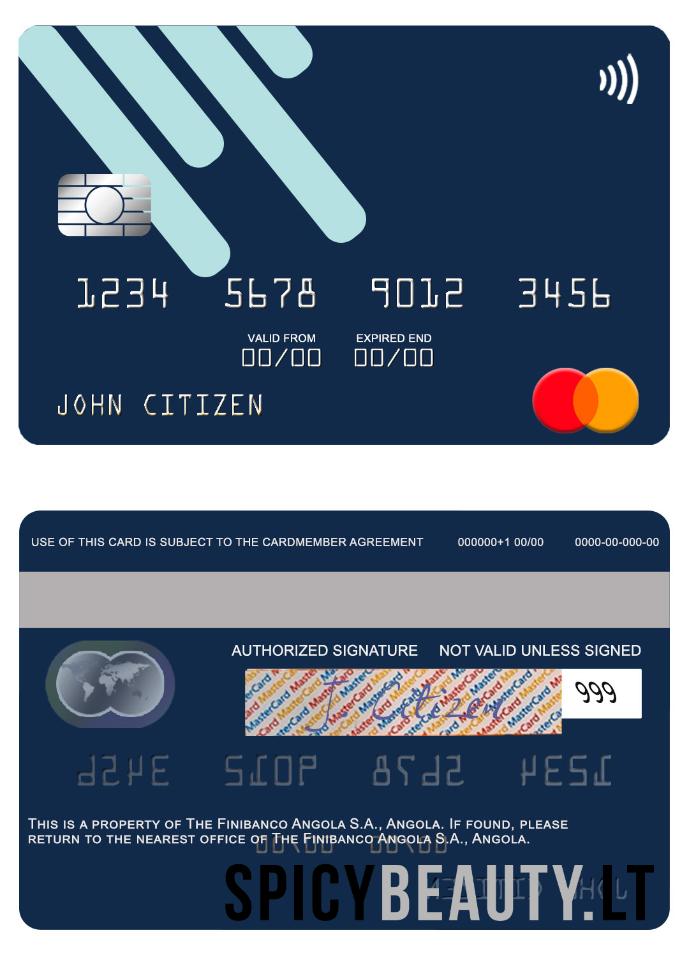 1234 5678 9012 3456
VALID FROM EXPIRED END
00/00 00/00
JOHN CITIZEN
USE OF THIS CARD IS SUBJECT TO THE CARDMEMBER AGREEMENT 000000+1 00/00 0000-00-000-00
AUTHORIZED SIGNATURE NOT VALID UNLESS SIGNED
MasterCard MasterCard MasterCard
J. Citizen 999
THIS IS A PROPERTY OF THE FINIBANCO ANGOLA S.A., ANGOLA. IF FOUND, PLEASE
RETURN TO THE NEAREST OFFICE OF THE FINIBANCO ANGOLA S.A., ANGOLA.
SPICYBEAUTY.LT